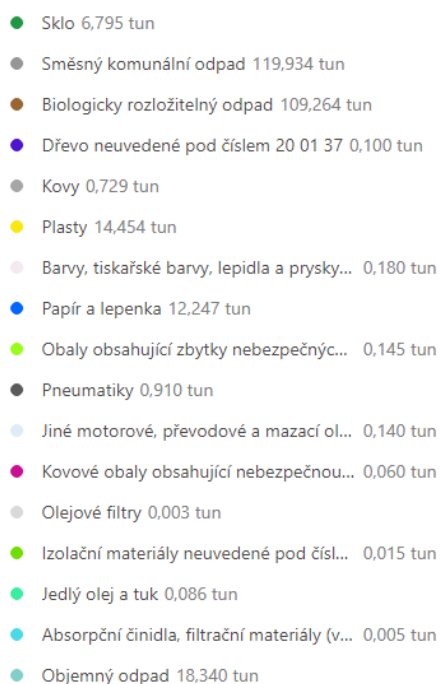 Sklo 6,795 tun
Směsný komunální odpad 119,934 tun
Biologicky rozložitelný odpad 109,264 tun
Dřevo neuvedené pod číslem 20 01 37 0,100 tun
Kovy 0,729 tun
Plasty 14,454 tun
Barvy, tiskařské barvy, lepidla a prysky... 0,180 tun
Papír a lepenka 12,247 tun
Obaly obsahující zbytky nebezpečnýc... 0,145 tun
Pneumatiky 0,910 tun
Jiné motorové, převodové a mazací ol... 0,140 tun
Kovové obaly obsahující nebezpečnou... 0,060 tun
Olejové filtry 0,003 tun
Izolační materiály neuvedené pod čísl... 0,015 tun
Jedlý olej a tuk 0,086 tun
Absorpční činidla, filtrační materiály (v... 0,005 tun
Objemný odpad 18,340 tun